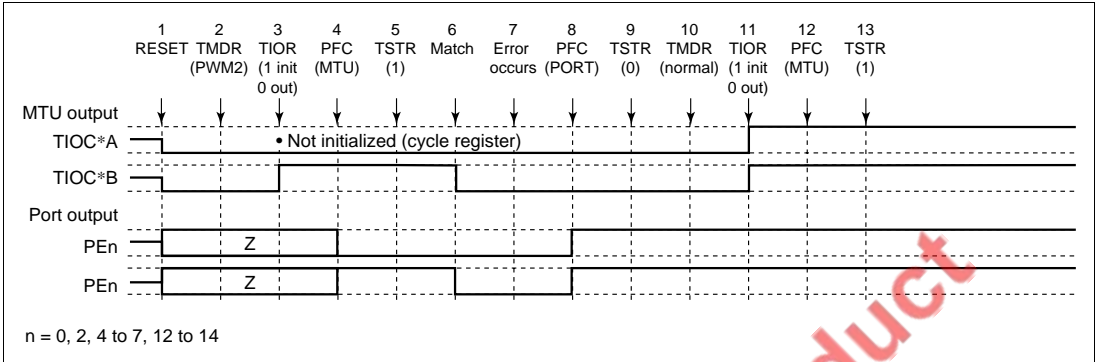 1 2 3 4 5 6 7 8 9 10 11 12 13
RESET TMDR TIOR PFC TSTR Match Error PFC TSTR TMDR TIOR PFC TSTR
(PWM2) (1 init (MTU) (1) occurs (PORT) (0) (normal) (1 init (MTU) (1)
0 out) 0 out)
MTU output
TIOC*A • Not initialized (cycle register)
TIOC*B
Port output
PEn Z
PEn Z
n = 0, 2, 4 to 7, 12 to 14
duct